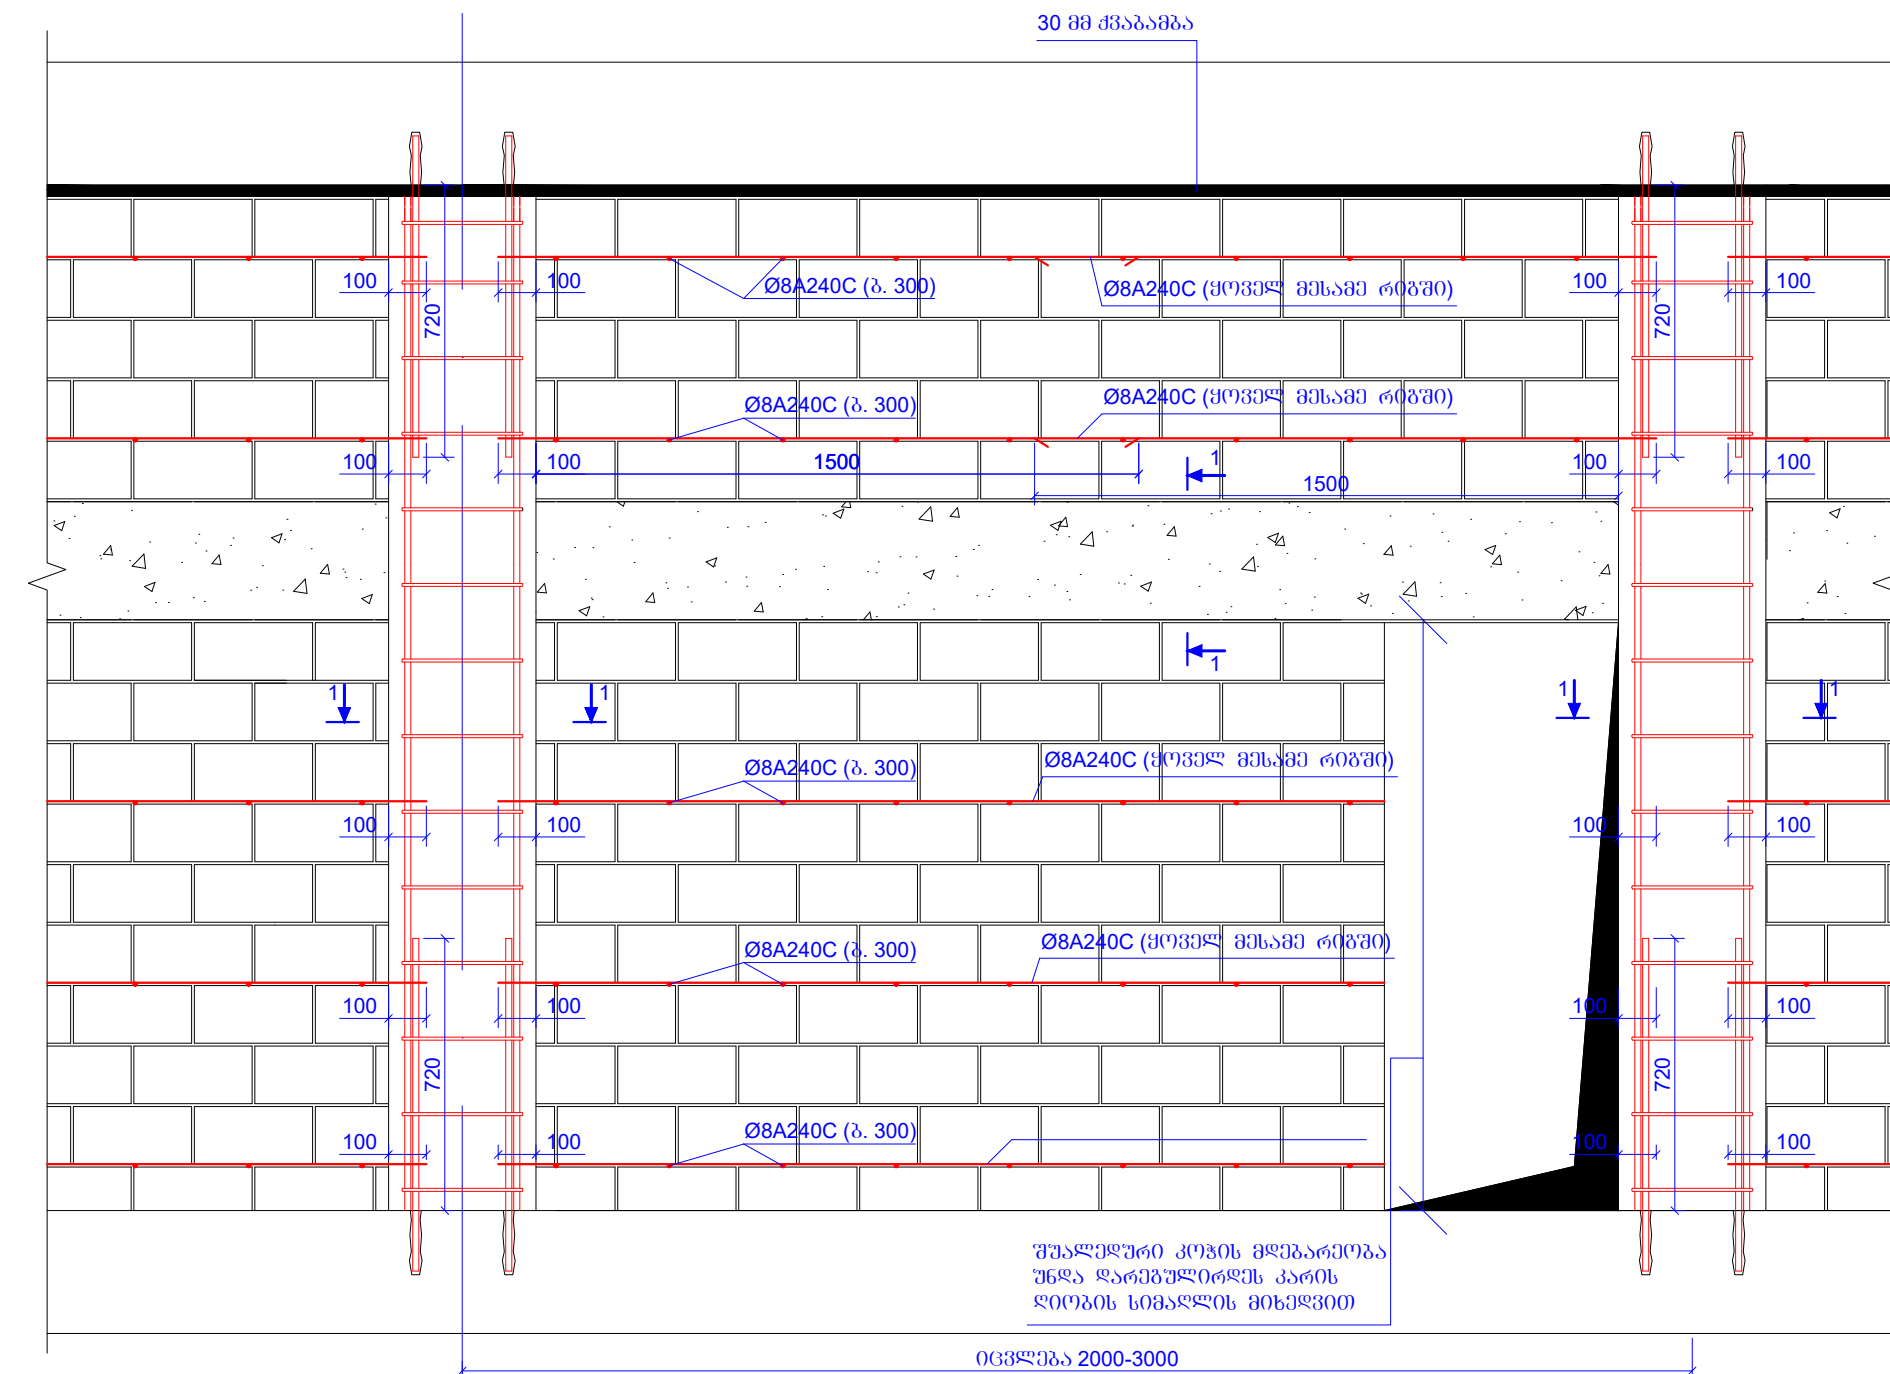 30 მმ ქვაბამბა
100 100 Ø8A240C (ბ. 300) Ø8A240C (ყოველ მესამე რიგში) 100 100
720 720
Ø8A240C (ბ. 300) Ø8A240C (ყოველ მესამე რიგში)
100 100 1500 1 100 100
1500
1
1 1 1 1
Ø8A240C (ბ. 300) Ø8A240C (ყოველ მესამე რიგში)
100 100 100 100
Ø8A240C (ბ. 300) Ø8A240C (ყოველ მესამე რიგში)
100 100 100 100
720 720
Ø8A240C (ბ. 300)
100 100 100 100
შუალედური კოჭის მდებარეობა
უნდა დარეგულირდეს კარის
ღიობის სიმაღლის მიხედვით
იცვლება 2000-3000